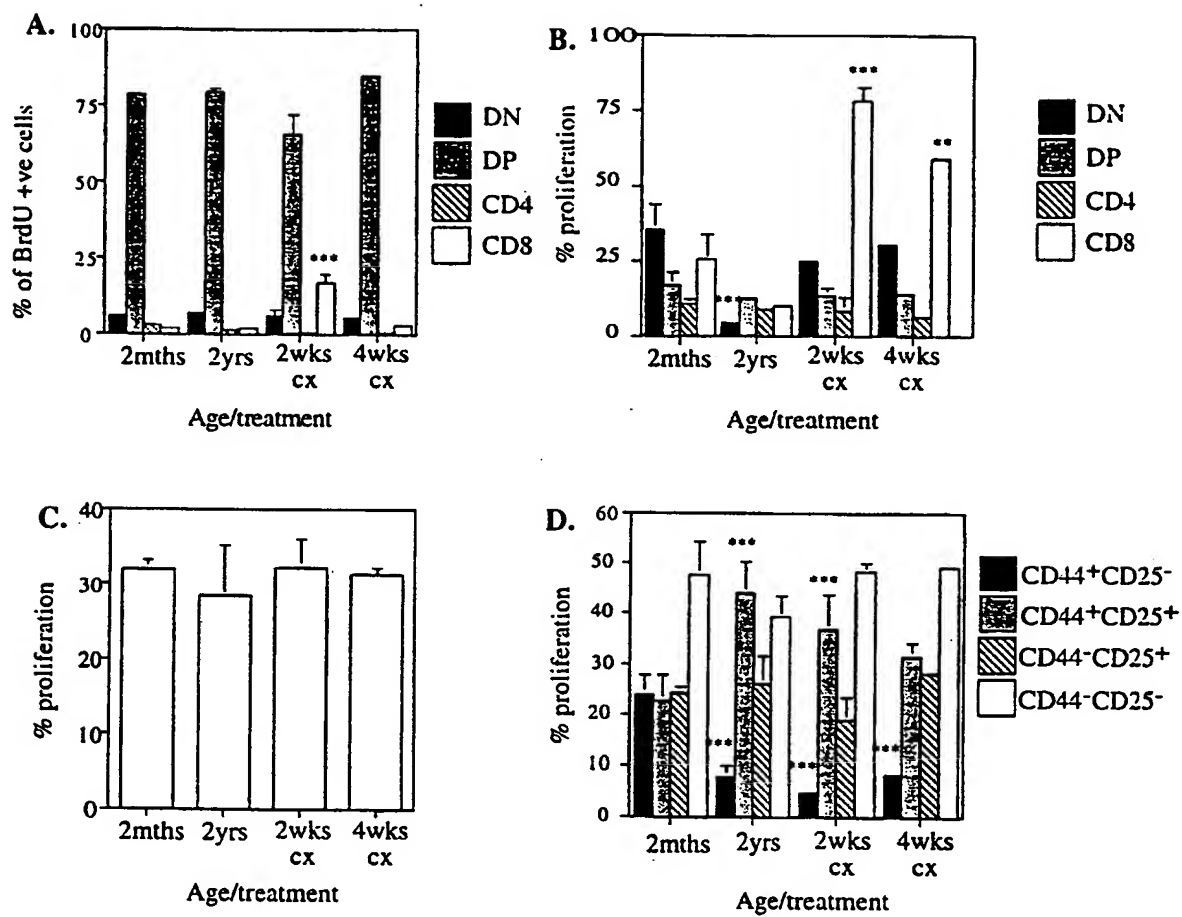 A.
% of BrdU +ve cells
100
75
50
25
0
***
2mths 2yrs 2wks 4wks
cx cx
Age/treatment
DN
DP
CD4
CD8
B.
% proliferation
100
75
50
25
0
***
***
**
2mths 2yrs 2wks 4wks
cx cx
Age/treatment
DN
DP
CD4
CD8
C.
% proliferation
40
30
20
10
0
2mths 2yrs 2wks 4wks
cx cx
Age/treatment
D.
% proliferation
60
50
40
30
20
10
0
***
***
***
***
***
2mths 2yrs 2wks 4wks
cx cx
Age/treatment
CD44+CD25-
CD44+CD25+
CD44-CD25+
CD44-CD25-